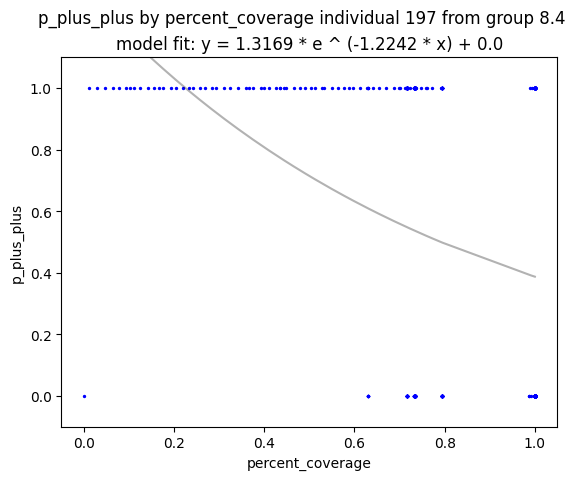 p_plus_plus by percent_coverage individual 197 from group 8.4
model fit: y = 1.3169 * e ^ (-1.2242 * x) + 0.0
1.0
0.8
0.6
0.4
0.2
0.0
p_plus_plus
0.0 0.2 0.4 0.6 0.8 1.0
percent_coverage